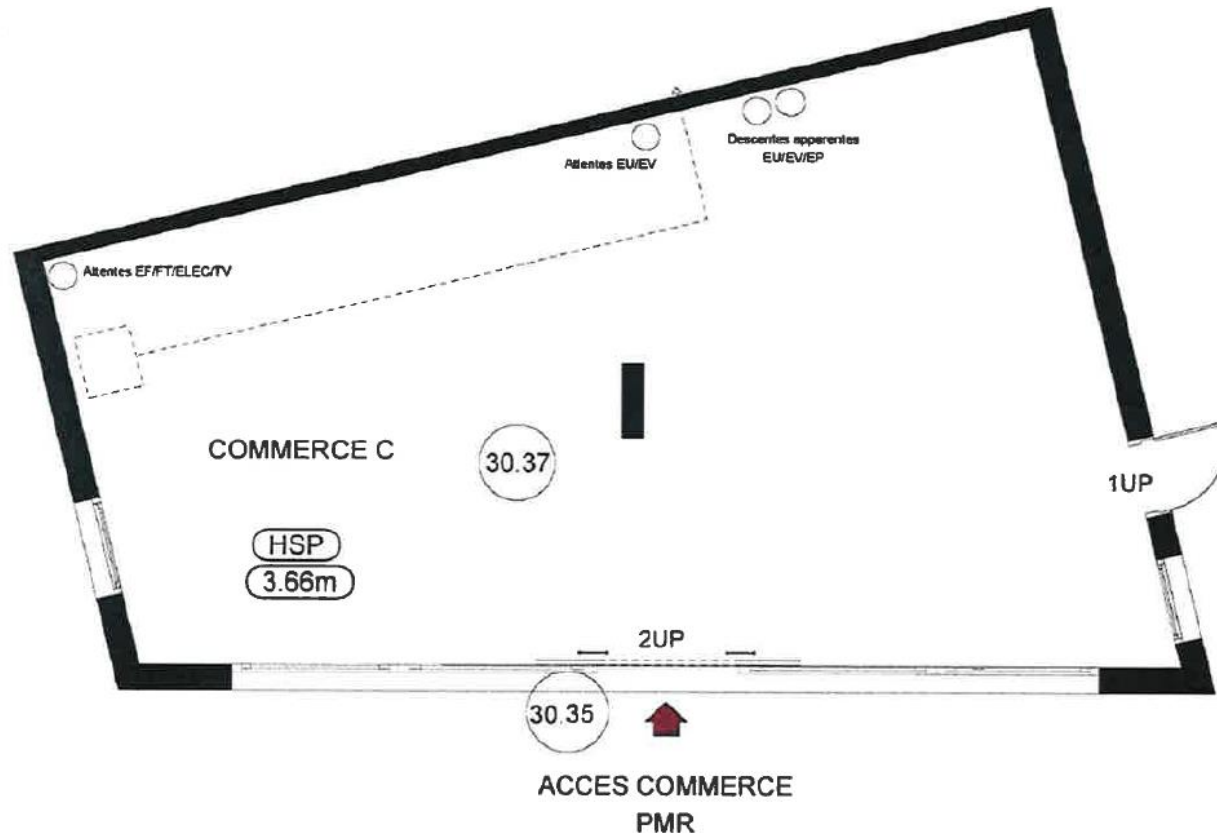 Descentes apparentes
EU/EV/EP
Attentes EU/EV
Attentes EF/FT/ELEC/TV
COMMERCE C
30.37
1UP
HSP
3.66m
2UP
30.35
ACCES COMMERCE
PMR